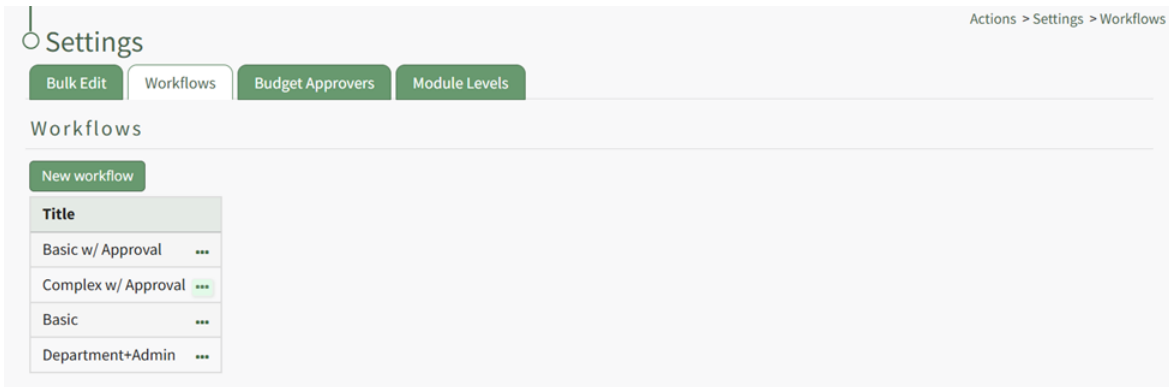 Actions > Settings > Workflows
Settings
Bulk Edit Workflows Budget Approvers Module Levels
Workflows
New workflow
Title
Basic w/ Approval •••
Complex w/ Approval •••
Basic •••
Department+Admin •••